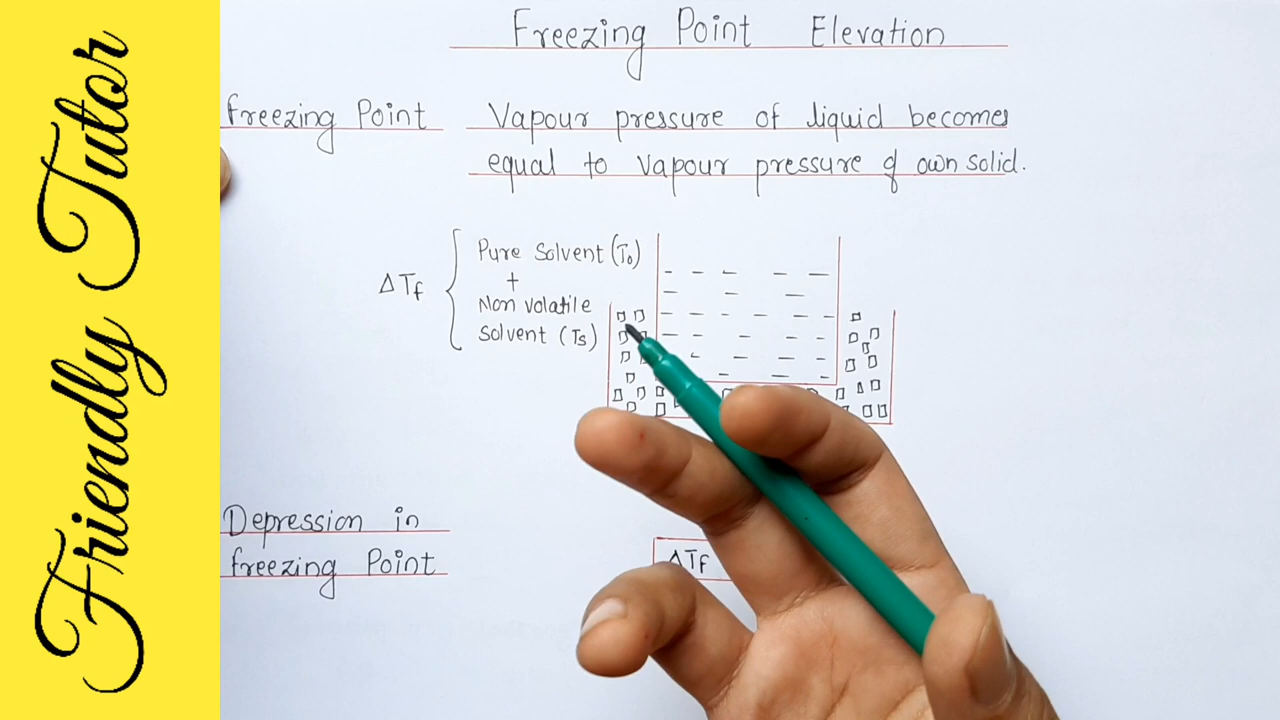 Friendly Tutor
Freezing Point Elevation
freezing Point
Vapour pressure of liquid becomes
equal to vapour pressure of own solid.
ΔTf
Pure Solvent (To)
+
Non volatile
Solvent (Ts)
Depression in
freezing Point
ΔTf